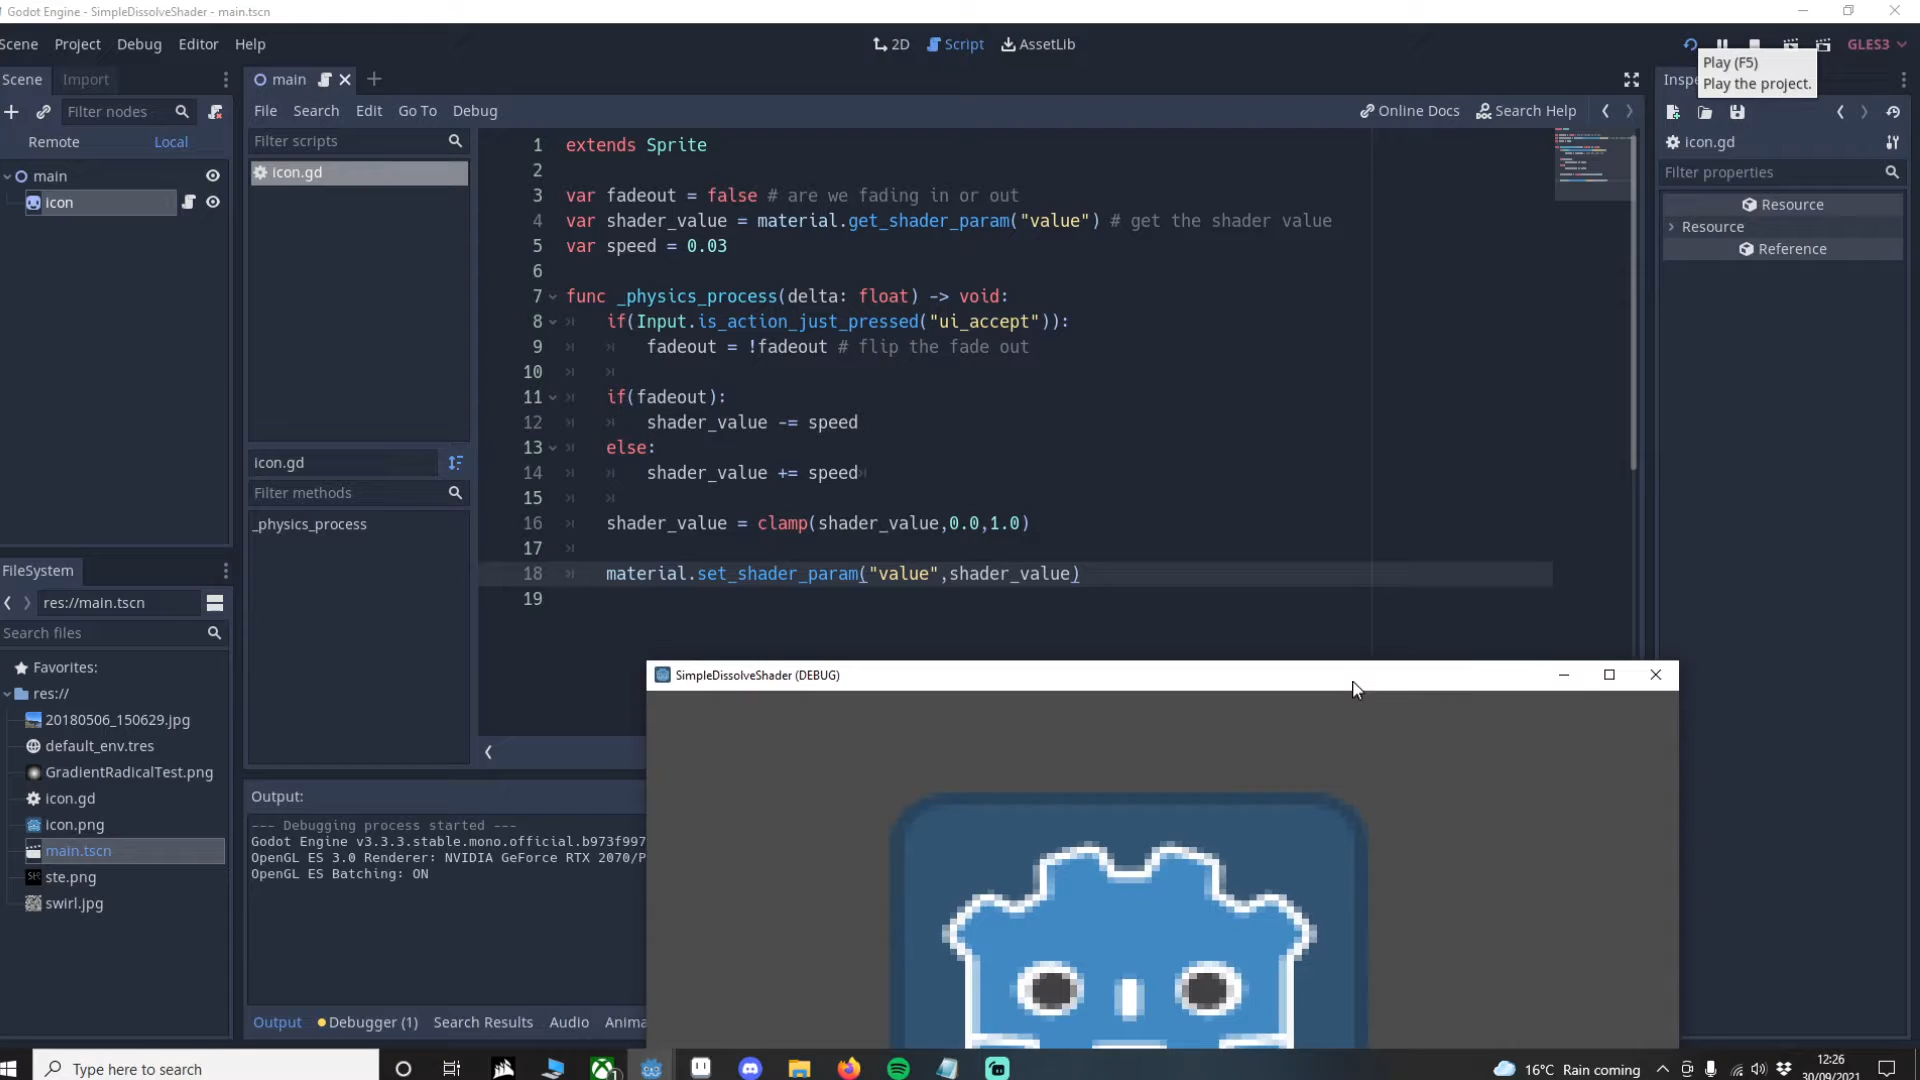 Godot Engine - SimpleDissolveShader - main.tscn
Scene Project Debug Editor Help
2D Script AssetLib
GLES3
Play (F5)
Play the project.
Scene Import
main
Filter nodes
File Search Edit Go To Debug
Online Docs Search Help
Remote Local
Filter scripts
icon.gd
main
icon
icon.gd
Filter properties
Resource
Resource
Reference
1 extends Sprite
2
3 var fadeout = false # are we fading in or out
4 var shader_value = material.get_shader_param("value") # get the shader value
5 var speed = 0.03
6
7 func _physics_process(delta: float) -> void:
8 if(Input.is_action_just_pressed("ui_accept")):
9 fadeout = !fadeout # flip the fade out
10
11 if(fadeout):
12 shader_value -= speed
13 else:
14 shader_value += speed
15
16 shader_value = clamp(shader_value,0.0,1.0)
17
18 material.set_shader_param("value",shader_value)
19
icon.gd
Filter methods
_physics_process
FileSystem
res://main.tscn
Search files
Favorites:
res://
20180506_150629.jpg
default_env.tres
GradientRadicalTest.png
icon.gd
icon.png
main.tscn
ste.png
swirl.jpg
SimpleDissolveShader (DEBUG)
Output:
--- Debugging process started ---
Godot Engine v3.3.3.stable.mono.official.b973f997
OpenGL ES 3.0 Renderer: NVIDIA GeForce RTX 2070/P
OpenGL ES Batching: ON
Output Debugger (1) Search Results Audio Anima
Type here to search
16°C Rain coming
12:26
30/09/2021